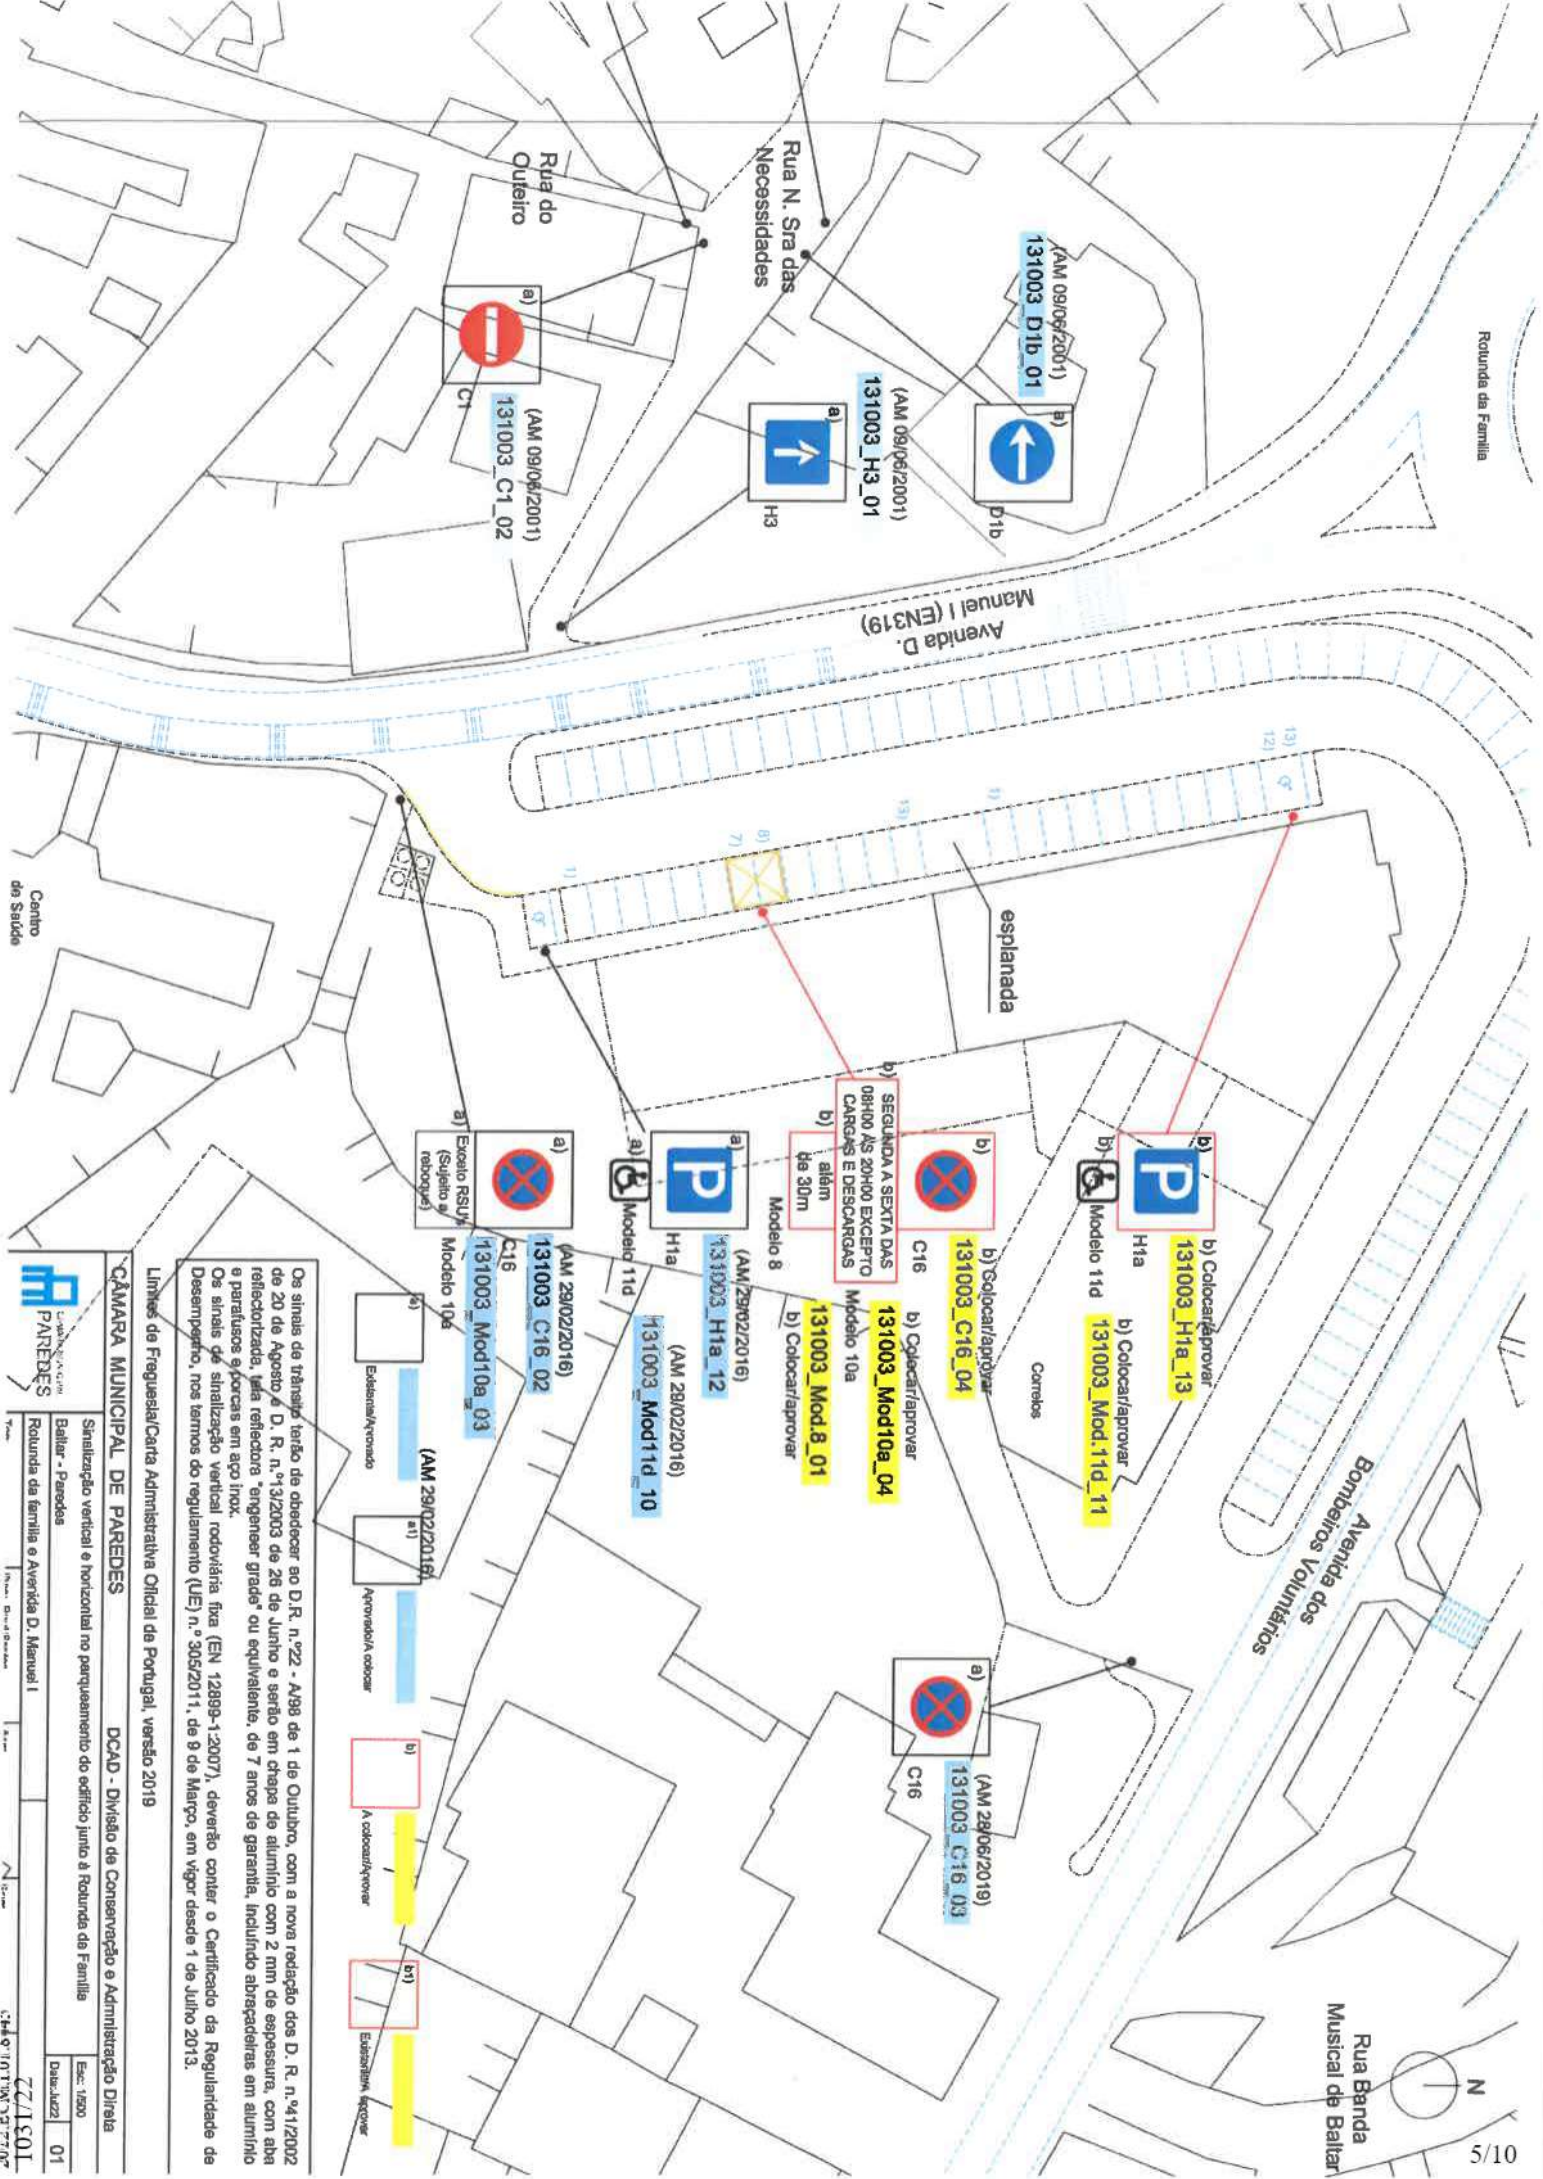 5/10
N
Rua Banda
Musical de Baltar
Rotunda da Família
Avenida dos
Bombeiros Voluntários
(AM 09/06/2001)
131003_D1b_01
a)
D1b
Rua N. Sra das
Necessidades
(AM 09/06/2001)
131003_H3_01
a)
H3
Rua do
Outeiro
a)
C1
(AM 09/06/2001)
131003_C1_02
Avenida D.
Manuel I (EN319)
13)
12)
1)
13)
8)
7)
1)
esplanada
Centro
de Saúde
Correios
b)
P
H1a
b) Colocar/aprovar
131003_H1a_13
b)
Modelo 11d
b) Colocar/aprovar
131003_Mod.11d_11
b)
C16
b) Colocar/aprovar
131003_C16_04
b)
SEGUNDA A SEXTA DAS
08H00 ÀS 20H00 EXCEPTO
CARGAS E DESCARGAS
Modelo 10a
b) Colocar/aprovar
131003_Mod10a_04
b)
além
de 30m
Modelo 8
131003_Mod.8_01
b) Colocar/aprovar
a)
P
H1a
(AM 29/02/2016)
131003_H1a_12
a)
Modelo 11d
(AM 29/02/2016)
131003_Mod11d_10
a)
C16
(AM 29/02/2016)
131003_C16_02
a) Exceto RSU's
(Sujeito a
reboque)
Modelo 10a
131003_Mod10a_03
(AM 29/02/2016)
a)
C16
(AM 28/06/2019)
131003_C16_03
a)
Existente/Aprovado
a1)
Aprovado/A colocar
b)
A colocar/Aprovar
b1)
Existente/A aprovar
Os sinais de trânsito terão de obedecer ao D.R. n.º22 - A/98 de 1 de Outubro, com a nova redação dos D. R. n.º41/2002
de 20 de Agosto e D. R. n.º13/2003 de 26 de Junho e serão em chapa de alumínio com 2 mm de espessura, com aba
reflectorizada, tela reflectora "engeneer grade" ou equivalente, de 7 anos de garantia, incluíndo abraçadeiras em alumínio
e parafusos e porcas em aço inox.
Os sinais de sinalização vertical rodoviária fixa (EN 12899-1:2007), deverão conter o Certificado da Regularidade de
Desempenho, nos termos do regulamento (UE) n.º 305/2011, de 9 de Março, em vigor desde 1 de Julho 2013.
Limites de Freguesia/Carta Admnistrativa Oficial de Portugal, versão 2019
CÂMARA MUNICIPAL DE PAREDES
DCAD - Divisão de Conservação e Admnistração Direta
PAREDES
Sinalização vertical e horizontal no parqueamento do edifício junto à Rotunda da Família
Esc: 1/500
Baltar - Paredes
Data:Jul22
01
Rotunda da família e Avenida D. Manuel I
1031/22